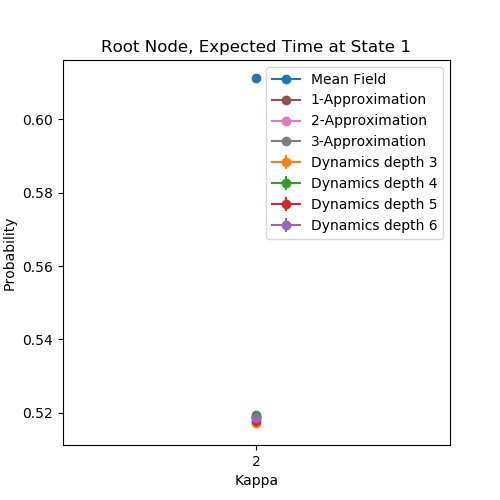 Root Node, Expected Time at State 1
Mean Field
1-Approximation
2-Approximation
3-Approximation
Dynamics depth 3
Dynamics depth 4
Dynamics depth 5
Dynamics depth 6
0.60
0.58
0.56
0.54
0.52
Probability
2
Kappa